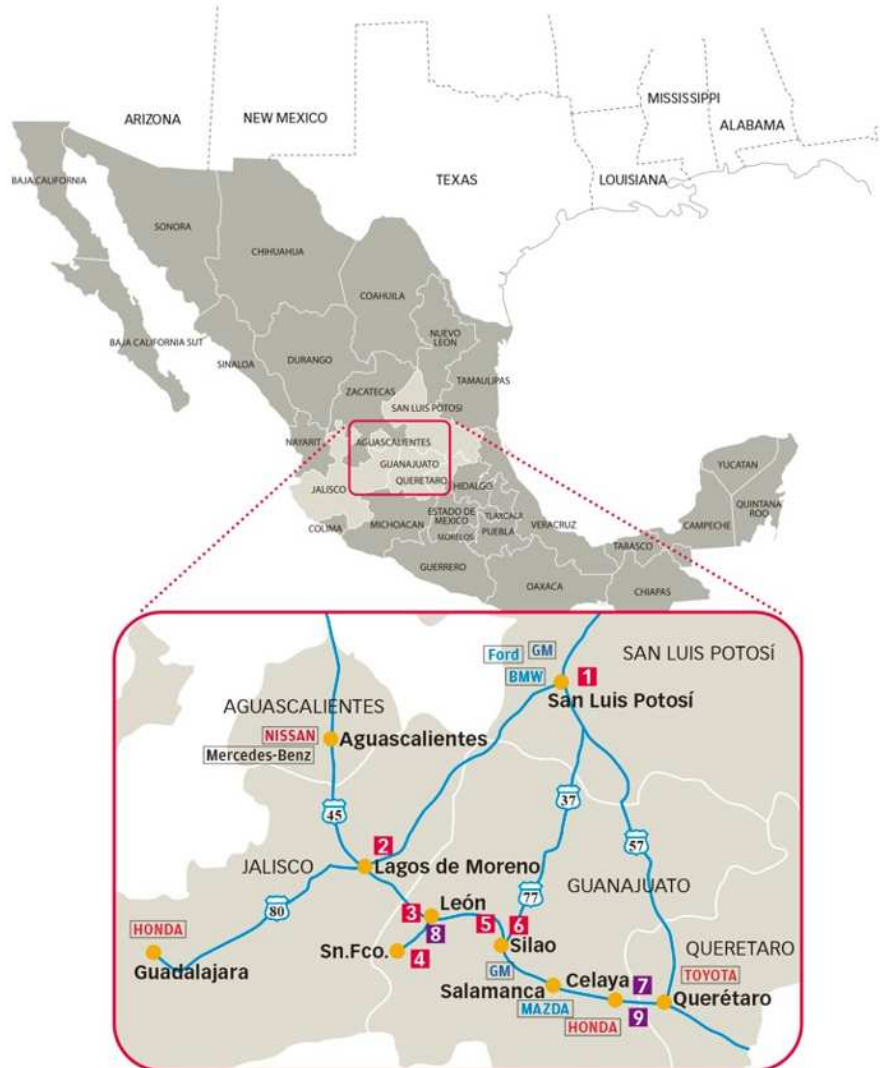 MISSISSIPPI
ARIZONA
NEW MEXICO
ALABAMA
TEXAS
LOUISIANA
BAJA CALIFORNIA
SONORA
CHIHUAHUA
COAHUILA
NUEVO
LEON
BAJA CALIFORNIA SUT
SINALOA
DURANGO
TAMAULIPAS
ZACATECAS
SAN LUIS POTOSI
NAYARIT
AGUASCALIENTES
GUANAJUATO
QUERETARO
HIDALGO
JALISCO
YUCATAN
QUINTANA
ROO
CAMPECHE
COLIMA
MICHOACAN
ESTADO DE
MEXICO
MORELOS
TLAXCALA
PUEBLA
VERACRUZ
TABASCO
GUERRERO
OAXACA
CHIAPAS
Ford GM
BMW
1
SAN LUIS POTOSÍ
San Luis Potosí
AGUASCALIENTES
NISSAN
Aguascalientes
Mercedes-Benz
45
37
57
2
JALISCO
Lagos de Moreno
77
GUANAJUATO
80
León
3
8
5
6
HONDA
Guadalajara
Sn.Fco.
4
Silao
GM
QUERETARO
TOYOTA
Salamanca
Celaya
7
Querétaro
MAZDA
HONDA
9